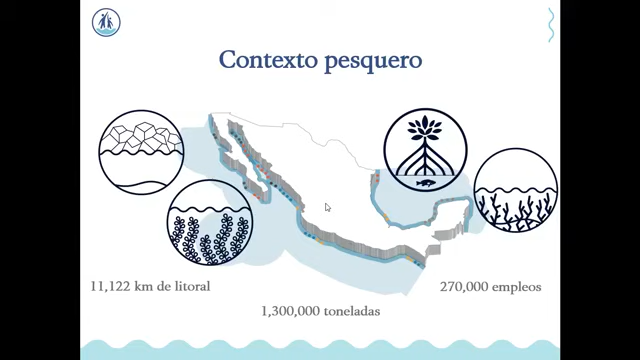 Contexto pesquero
11,122 km de litoral
270,000 empleos
1,300,000 toneladas